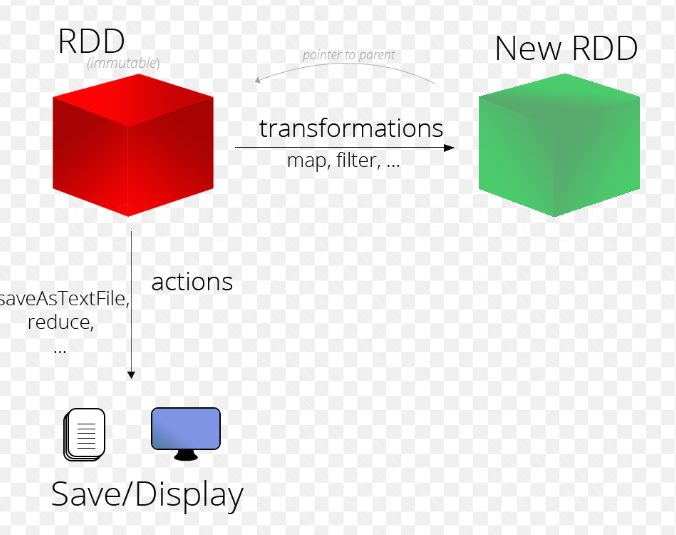 RDD
(immutable)
pointer to parent
New RDD
transformations
map, filter, ...
actions
saveAsTextFile,
reduce,
...
Save/Display